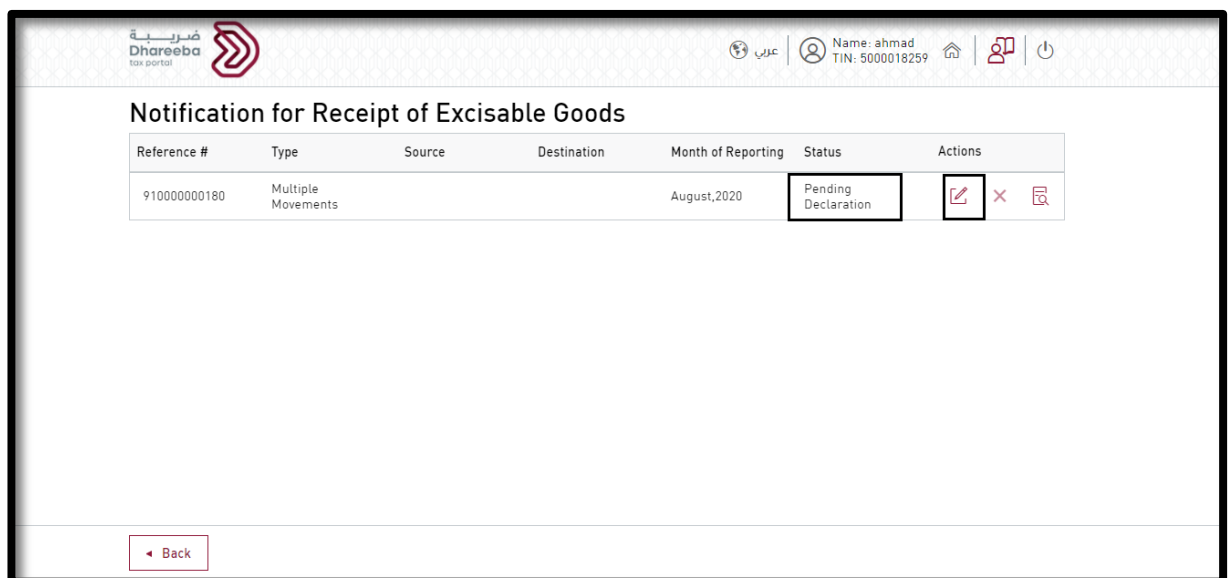 ضريبة
Dhareeba
tax portal
عربي
Name: ahmad
TIN: 5000018259
Notification for Receipt of Excisable Goods
Reference # Type Source Destination Month of Reporting Status Actions
910000000180 Multiple Movements August,2020 Pending Declaration
Back